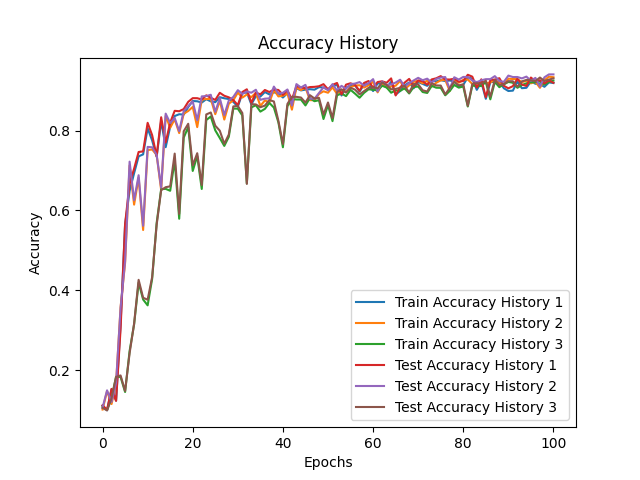 Accuracy History
Accuracy
0.8
0.6
0.4
0.2
Train Accuracy History 1
Train Accuracy History 2
Train Accuracy History 3
Test Accuracy History 1
Test Accuracy History 2
Test Accuracy History 3
0 20 40 60 80 100
Epochs